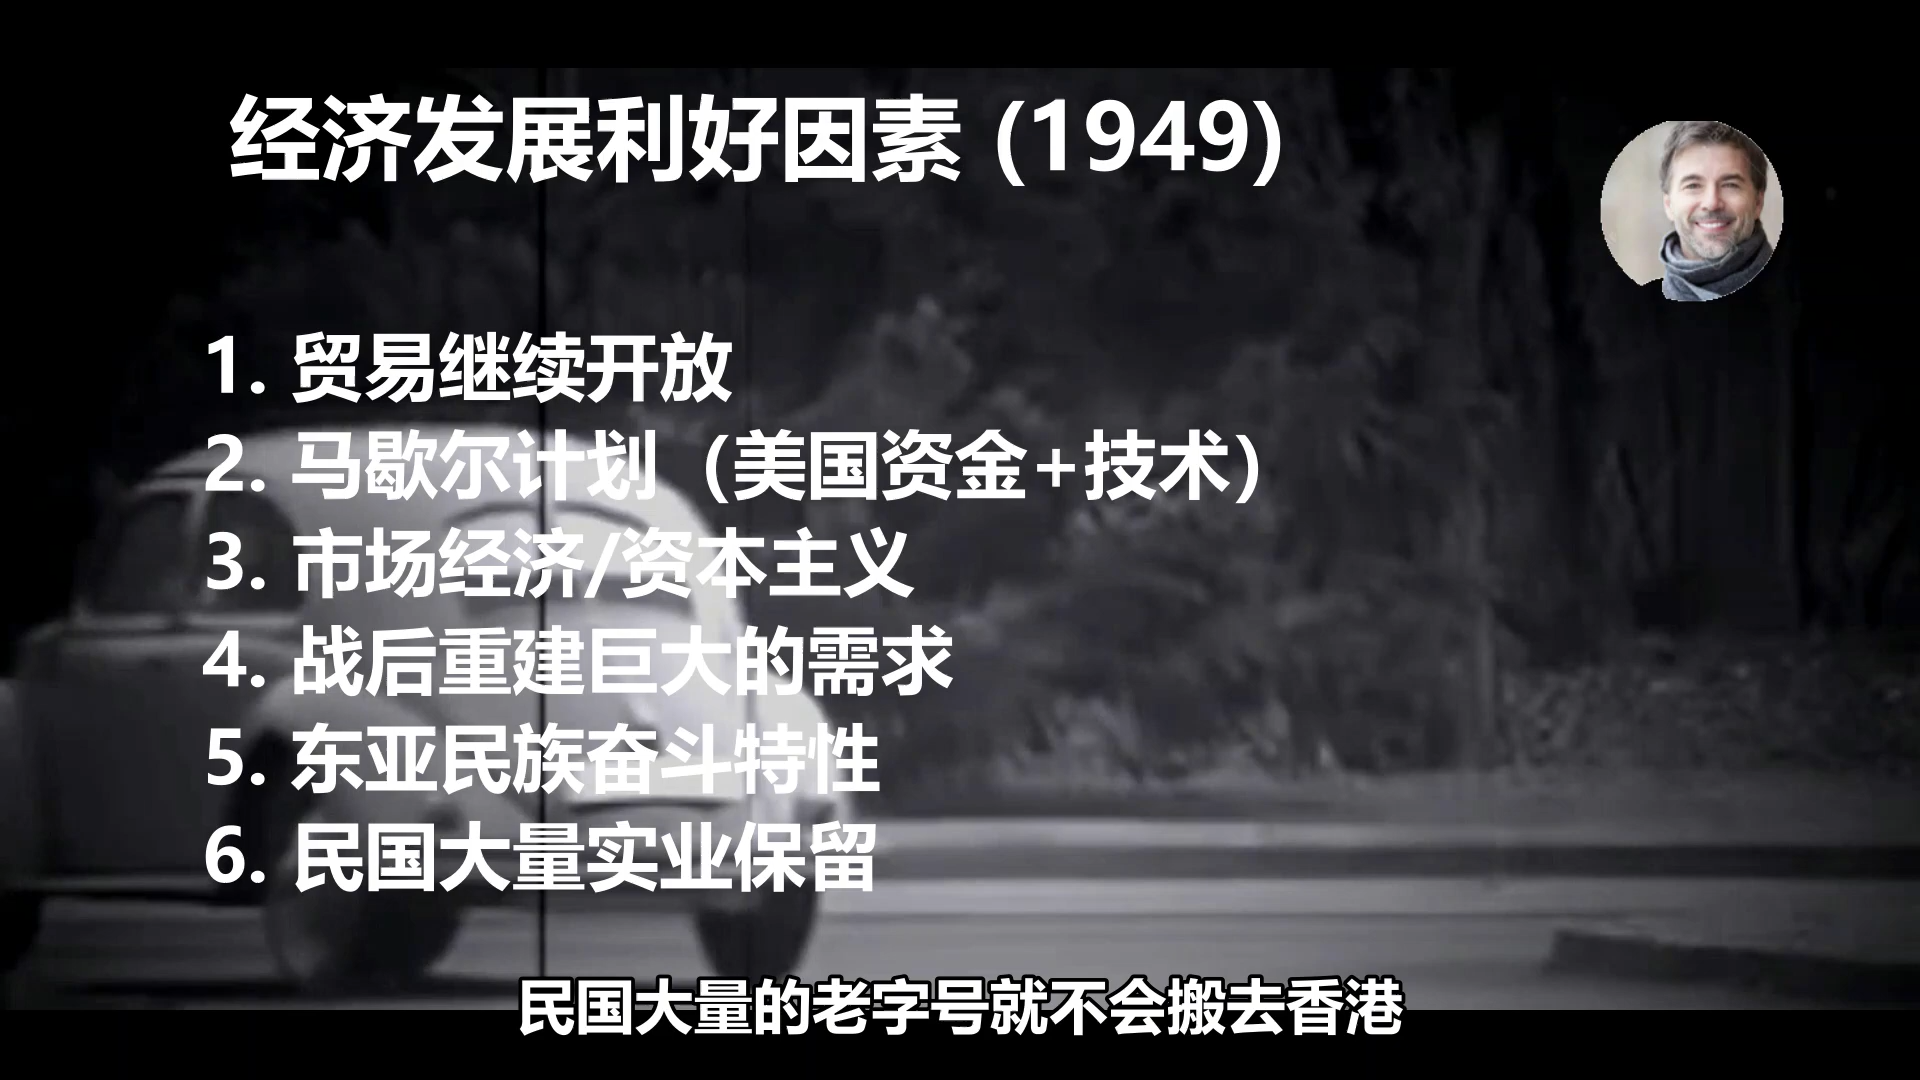 经济发展利好因素 (1949)
1. 贸易继续开放
2. 马歇尔计划（美国资金+技术）
3. 市场经济/资本主义
4. 战后重建巨大的需求
5. 东亚民族奋斗特性
6. 民国大量实业保留
民国大量的老字号就不会搬去香港